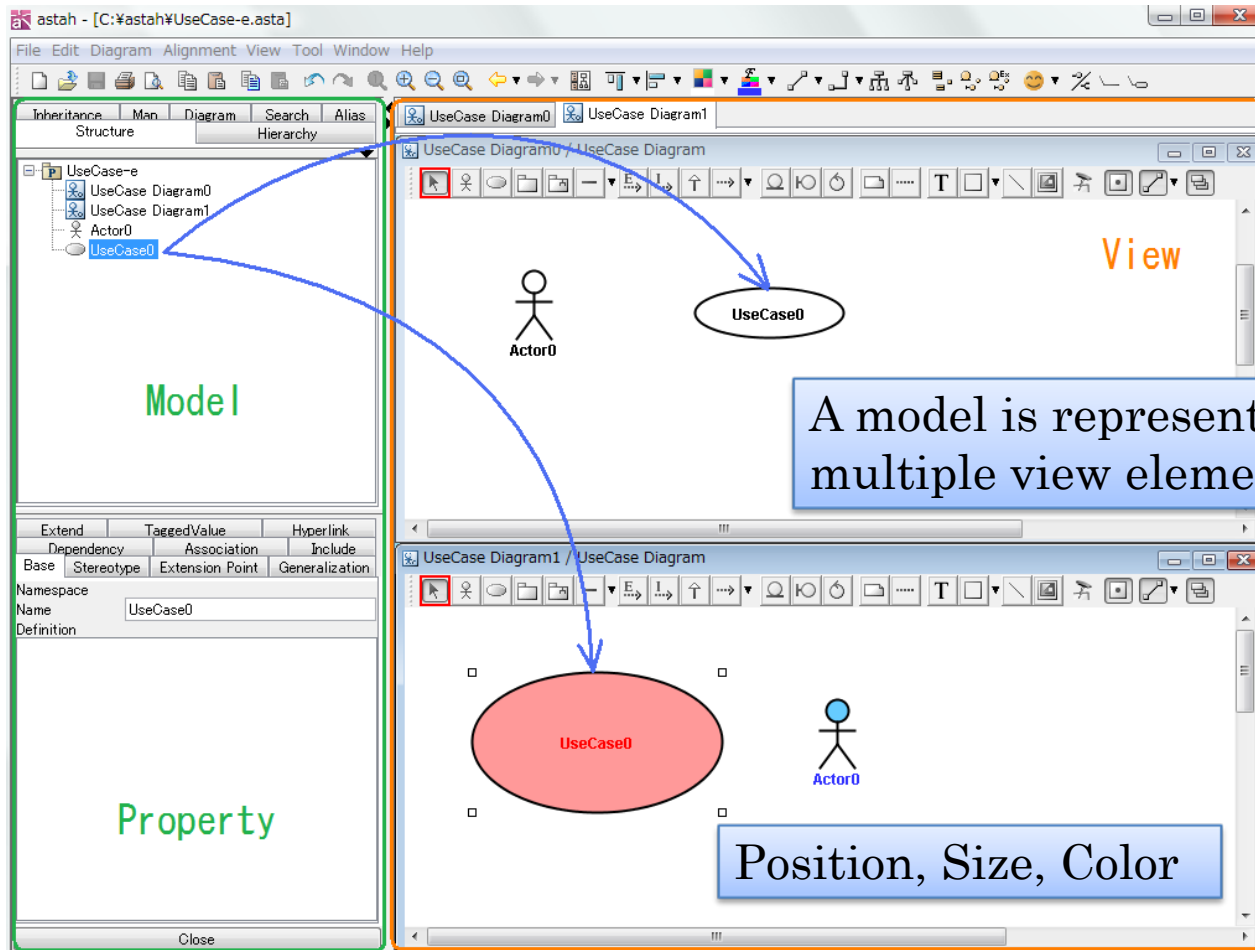 astah - [C:¥astah¥UseCase-e.asta]
File Edit Diagram Alignment View Tool Window Help
Inheritance Map Diagram Search Alias
Structure Hierarchy
UseCase-e
UseCase Diagram0
UseCase Diagram1
Actor0
UseCase0
Model
Extend TaggedValue Hyperlink
Dependency Association Include
Base Stereotype Extension Point Generalization
Namespace
Name UseCase0
Definition
Property
Close
UseCase Diagram0 UseCase Diagram1
UseCase Diagram0 / UseCase Diagram
T
View
UseCase0
Actor0
A model is represent
multiple view eleme
UseCase Diagram1 / UseCase Diagram
T
UseCase0
Actor0
Position, Size, Color